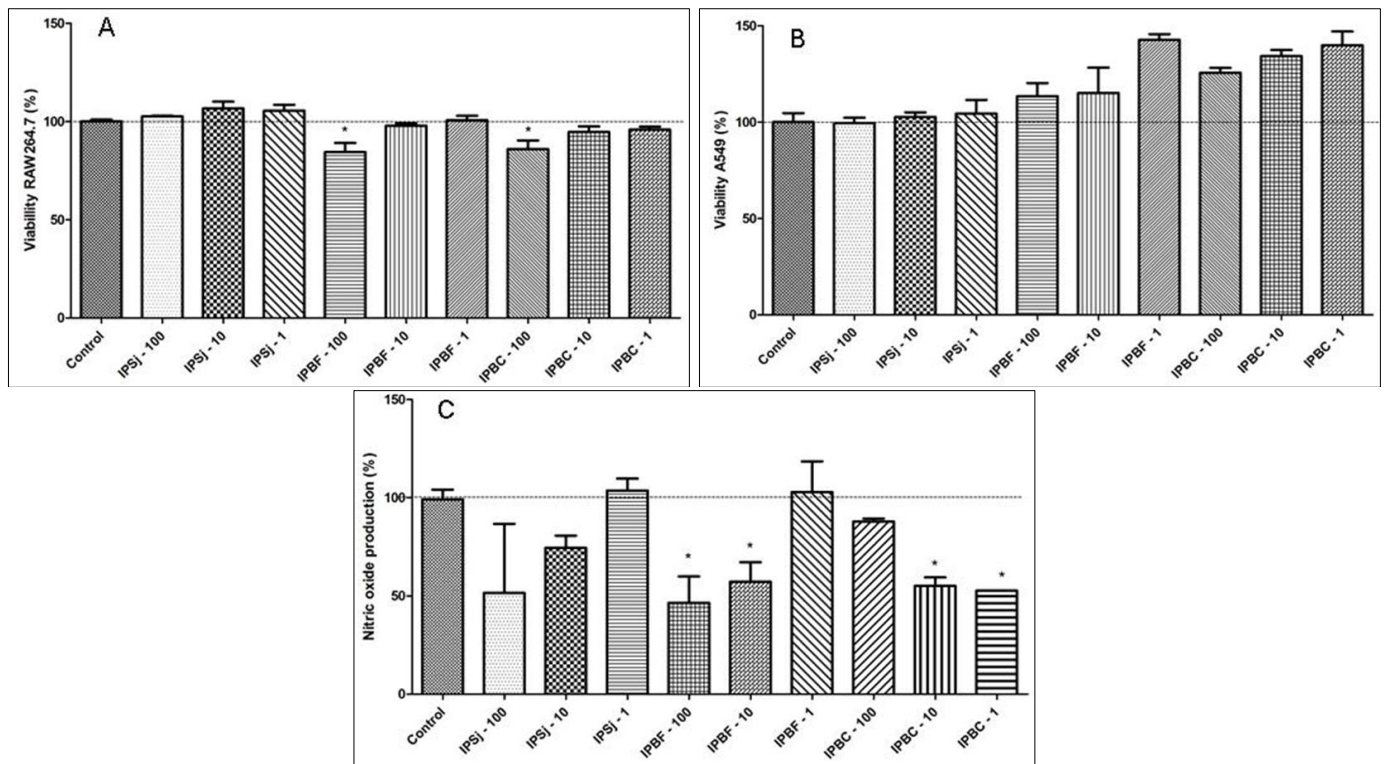 A
Viabillity RAW264.7 (%)
150
100
50
0
*
*
Control
IPSj - 100
IPSj - 10
IPSj - 1
IPBF - 100
IPBF - 10
IPBF - 1
IPBC - 100
IPBC - 10
IPBC - 1
B
Viability A549 (%)
150
100
50
0
Control
IPSj - 100
IPSj - 10
IPSj - 1
IPBF - 100
IPBF - 10
IPBF - 1
IPBC - 100
IPBC - 10
IPBC - 1
C
Nitric oxide production (%)
150
100
50
0
*
*
*
*
Control
IPSj - 100
IPSj - 10
IPSj - 1
IPBF - 100
IPBF - 10
IPBF - 1
IPBC - 100
IPBC - 10
IPBC - 1